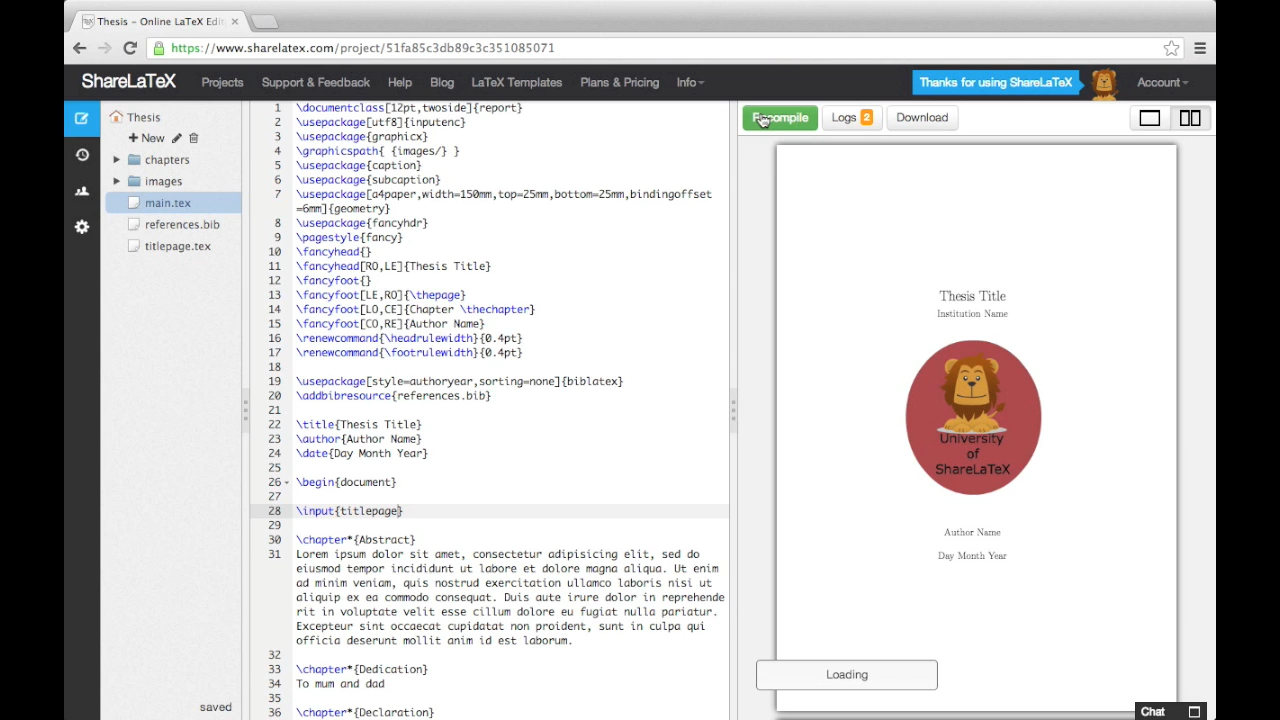 Thesis – Online LaTeX Edit
https://www.sharelatex.com/project/51fa85c3db89c3c351085071
ShareLaTeX Projects Support & Feedback Help Blog LaTeX Templates Plans & Pricing Info Thanks for using ShareLaTeX Account
Thesis
+ New
chapters
images
main.tex
references.bib
titlepage.tex
saved
1 \documentclass[12pt,twoside]{report}
2 \usepackage[utf8]{inputenc}
3 \usepackage{graphicx}
4 \graphicspath{ {images/} }
5 \usepackage{caption}
6 \usepackage{subcaption}
7 \usepackage[a4paper,width=150mm,top=25mm,bottom=25mm,bindingoffset
=6mm]{geometry}
8 \usepackage{fancyhdr}
9 \pagestyle{fancy}
10 \fancyhead{}
11 \fancyhead[RO,LE]{Thesis Title}
12 \fancyfoot{}
13 \fancyfoot[LE,RO]{\thepage}
14 \fancyfoot[LO,CE]{Chapter \thechapter}
15 \fancyfoot[CO,RE]{Author Name}
16 \renewcommand{\headrulewidth}{0.4pt}
17 \renewcommand{\footrulewidth}{0.4pt}
18
19 \usepackage[style=authoryear,sorting=none]{biblatex}
20 \addbibresource{references.bib}
21
22 \title{Thesis Title}
23 \author{Author Name}
24 \date{Day Month Year}
25
26 \begin{document}
27
28 \input{titlepage}
29
30 \chapter*{Abstract}
31 Lorem ipsum dolor sit amet, consectetur adipisicing elit, sed do
eiusmod tempor incididunt ut labore et dolore magna aliqua. Ut enim
ad minim veniam, quis nostrud exercitation ullamco laboris nisi ut
aliquip ex ea commodo consequat. Duis aute irure dolor in reprehende
rit in voluptate velit esse cillum dolore eu fugiat nulla pariatur.
Excepteur sint occaecat cupidatat non proident, sunt in culpa qui
officia deserunt mollit anim id est laborum.
32
33 \chapter*{Dedication}
34 To mum and dad
35
36 \chapter*{Declaration}
Recompile Logs 2 Download
Thesis Title
Institution Name
University
of
ShareLaTeX
Author Name
Day Month Year
Loading
Chat